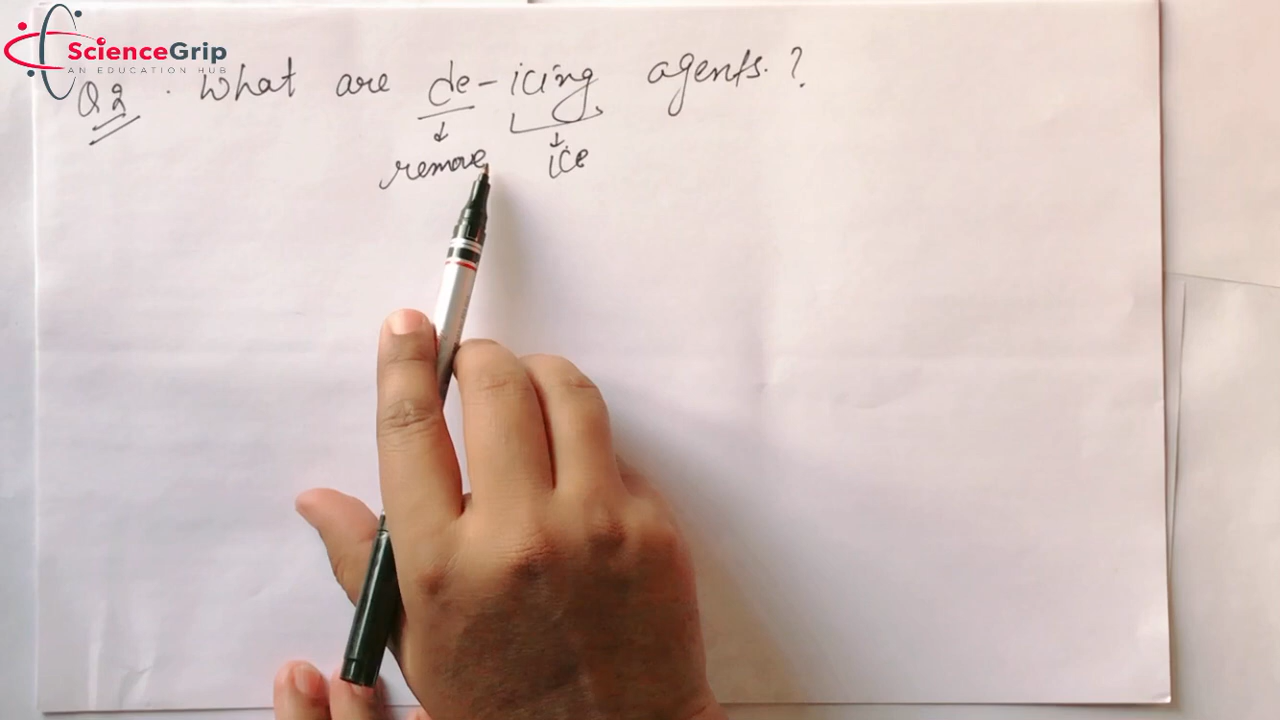 ScienceGrip
AN EDUCATION HUB
Q2. What are de-icing agents.?
↓ ↓
remove ice